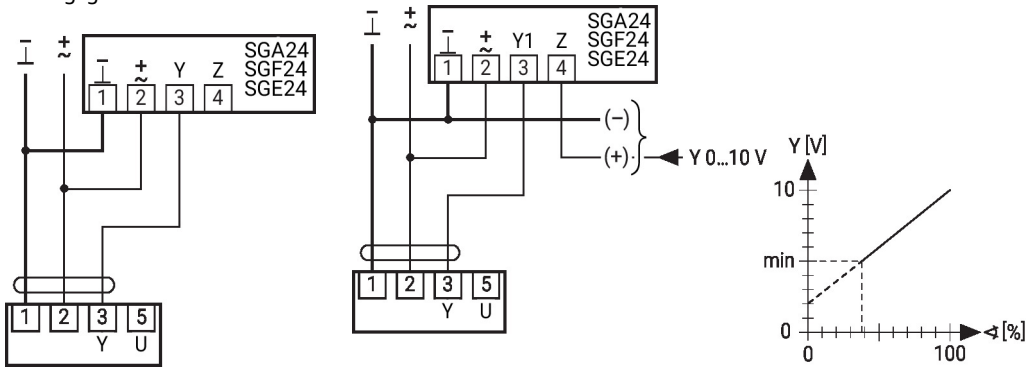 ⊥ ~
SGA24
SGF24
SGE24
⊥ ~ Y Z
1 2 3 4
1 2 3 5
Y U
− +
⊥ ~
SGA24
SGF24
SGE24
⊥ ~ Y1 Z
1 2 3 4
(−)
(+) Y 0...10 V
1 2 3 5
Y U
Y [V]
10
min
0
0 100
∢ [%]